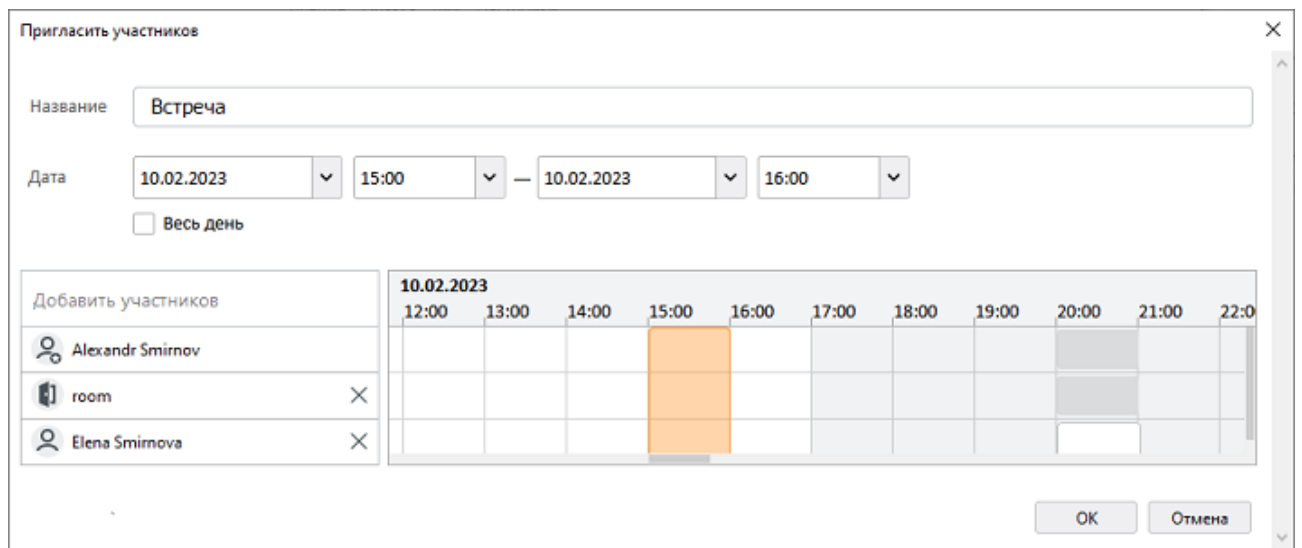 Пригласить участников
Название Встреча
Дата 10.02.2023 15:00 — 10.02.2023 16:00
Весь день
Добавить участников
10.02.2023
12:00 13:00 14:00 15:00 16:00 17:00 18:00 19:00 20:00 21:00 22:0
Alexandr Smirnov
room
Elena Smirnova
OK Отмена